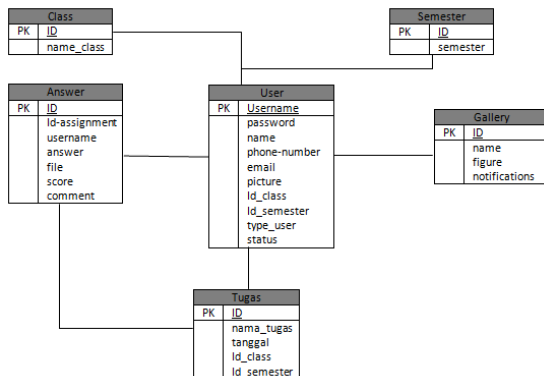 Class
PK ID
name_class
Semester
PK ID
semester
Answer
PK ID
Id-assignment
username
answer
file
score
comment
User
PK Username
password
name
phone-number
email
picture
Id_class
Id_semester
type_user
status
Gallery
PK ID
name
figure
notifications
Tugas
PK ID
nama_tugas
tanggal
Id_class
Id_semester